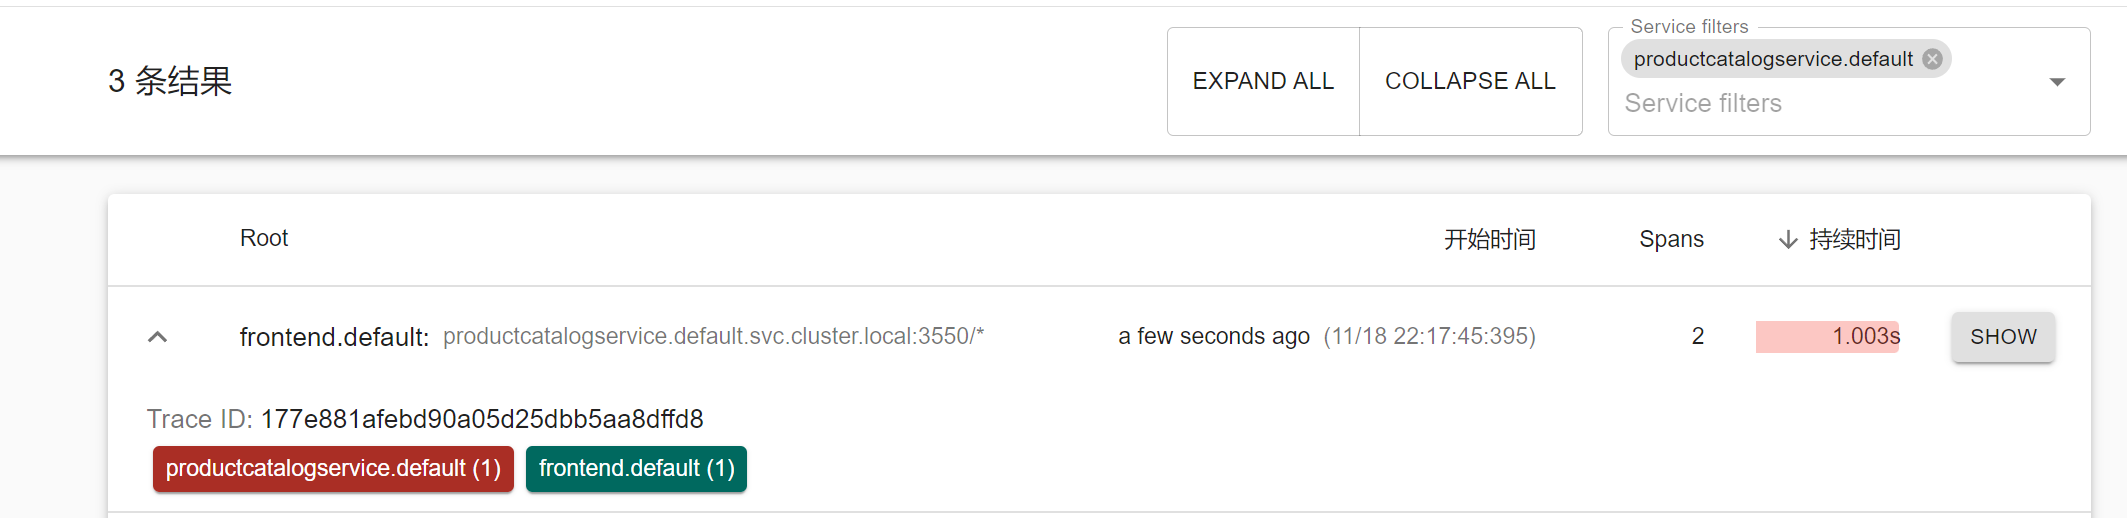 3 条结果
EXPAND ALL
COLLAPSE ALL
Service filters
productcatalogservice.default
Service filters
Root 开始时间 Spans 持续时间
frontend.default: productcatalogservice.default.svc.cluster.local:3550/* a few seconds ago (11/18 22:17:45:395) 2 1.003s SHOW
Trace ID: 177e881afebd90a05d25dbb5aa8dffd8
productcatalogservice.default (1) frontend.default (1)